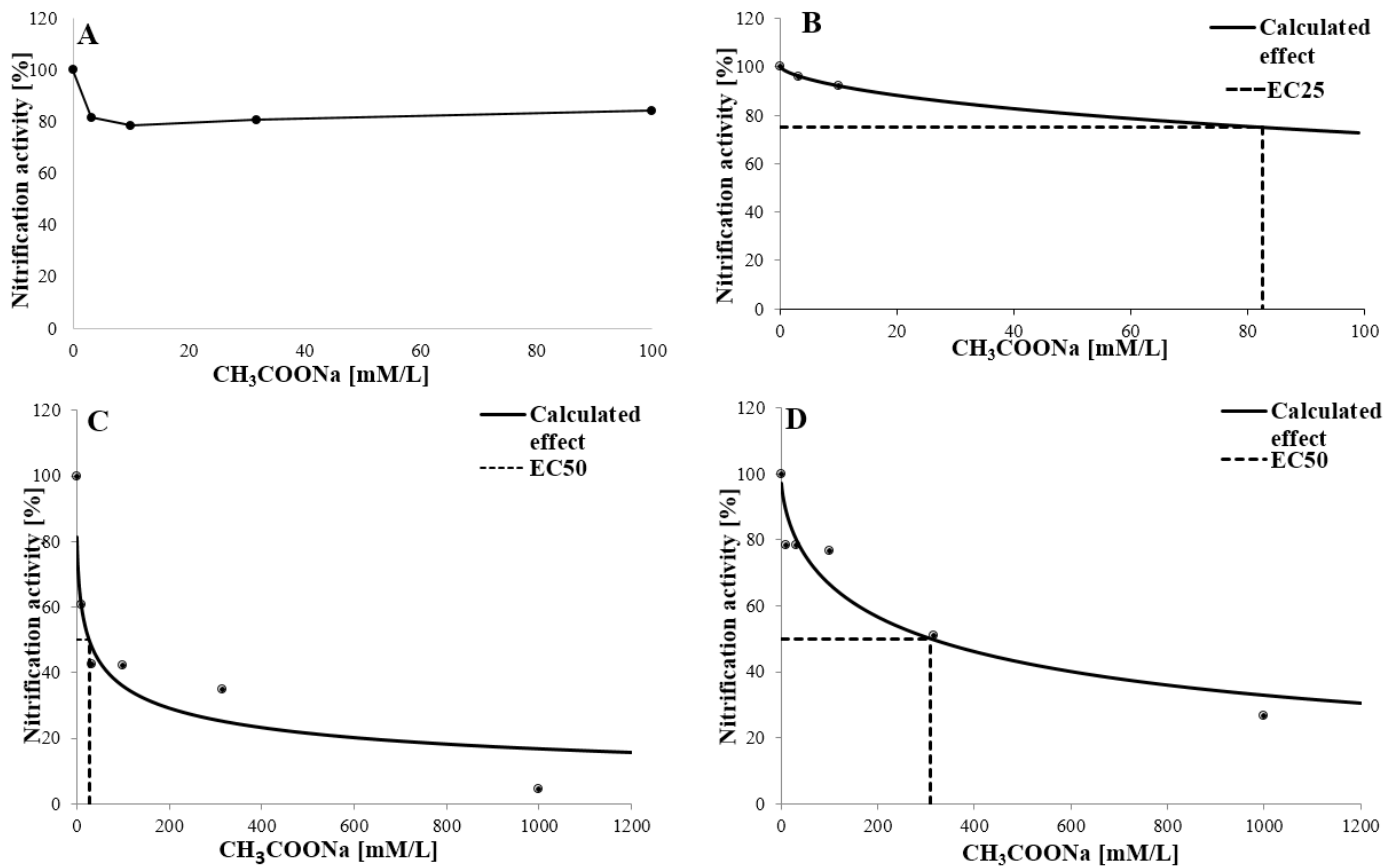 A
Nitrification activity [%]
120
100
80
60
40
20
0
0 20 40 60 80 100
CH₃COONa [mM/L]
B
Calculated
effect
EC25
Nitrification activity [%]
120
100
80
60
40
20
0
0 20 40 60 80 100
CH₃COONa [mM/L]
C
Calculated
effect
EC50
Nitrification activity [%]
120
100
80
60
40
20
0
0 200 400 600 800 1000 1200
CH₃COONa [mM/L]
D
Calculated
effect
EC50
Nitrification activity [%]
120
100
80
60
40
20
0
0 200 400 600 800 1000 1200
CH₃COONa [mM/L]